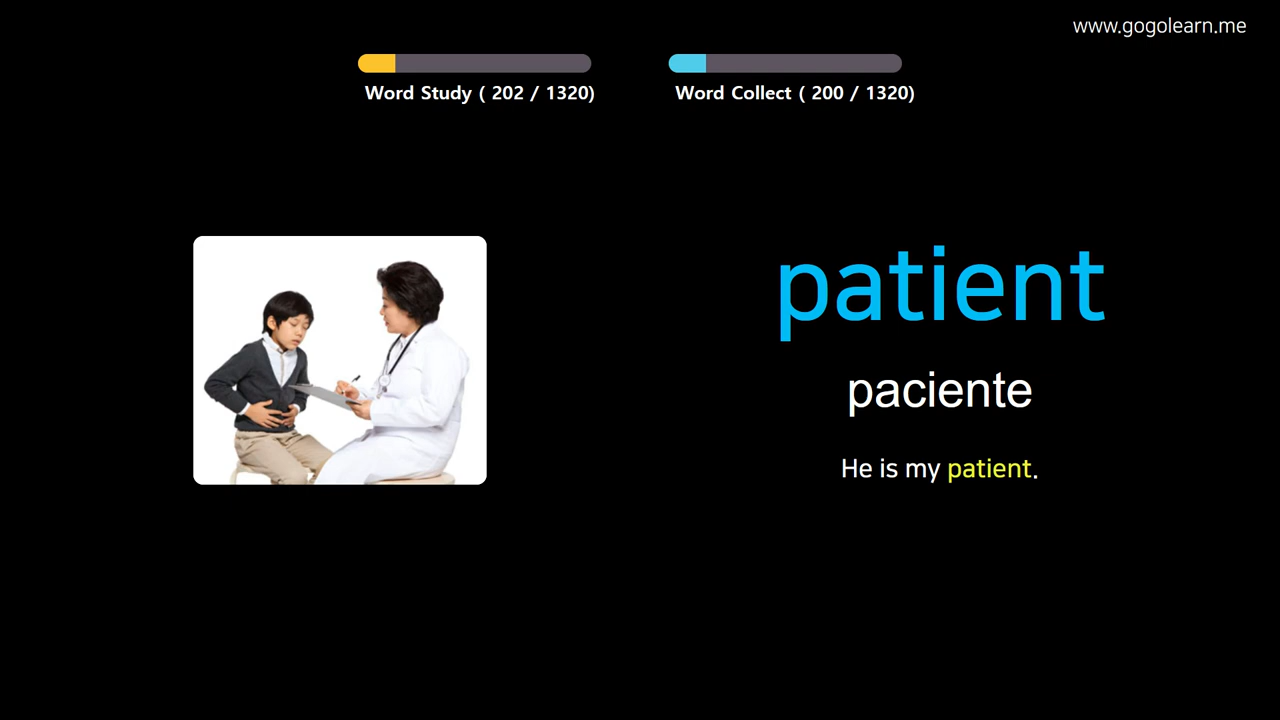 www.gogolearn.me
Word Study ( 202 / 1320)
Word Collect ( 200 / 1320)
patient
paciente
He is my patient.